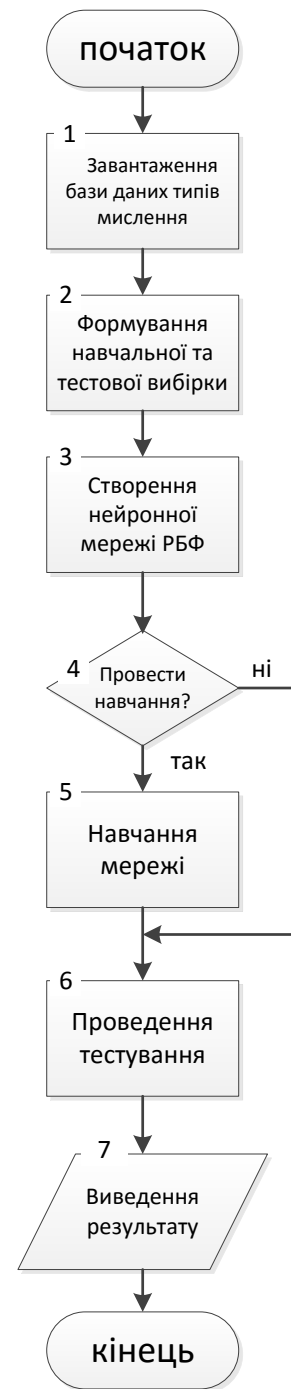 початок
1
Завантаження
бази даних типів
мислення
2
Формування
навчальної та
тестової вибірки
3
Створення
нейронної
мережі РБФ
4
Провести
навчання?
ні
так
5
Навчання
мережі
6
Проведення
тестування
7
Виведення
результату
кінець